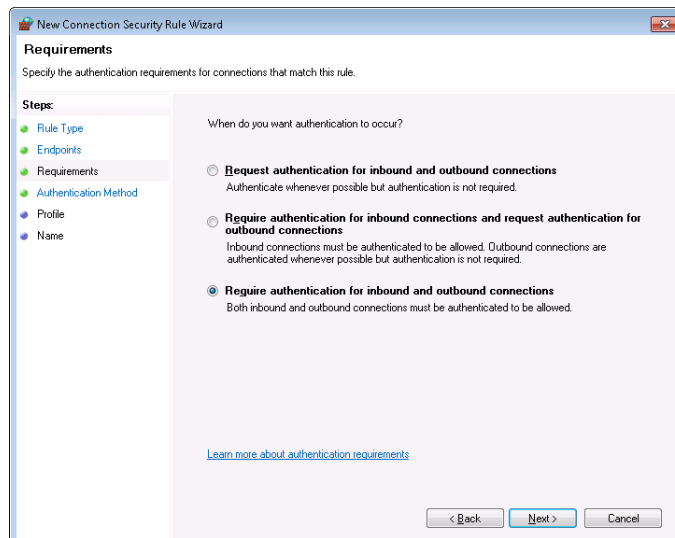 New Connection Security Rule Wizard
Requirements
Specify the authentication requirements for connections that match this rule.
Steps:
Rule Type
Endpoints
Requirements
Authentication Method
Profile
Name
When do you want authentication to occur?
Request authentication for inbound and outbound connections
Authenticate whenever possible but authentication is not required.
Require authentication for inbound connections and request authentication for
outbound connections
Inbound connections must be authenticated to be allowed. Outbound connections are
authenticated whenever possible but authentication is not required.
Require authentication for inbound and outbound connections
Both inbound and outbound connections must be authenticated to be allowed.
Learn more about authentication requirements
< Back
Next >
Cancel